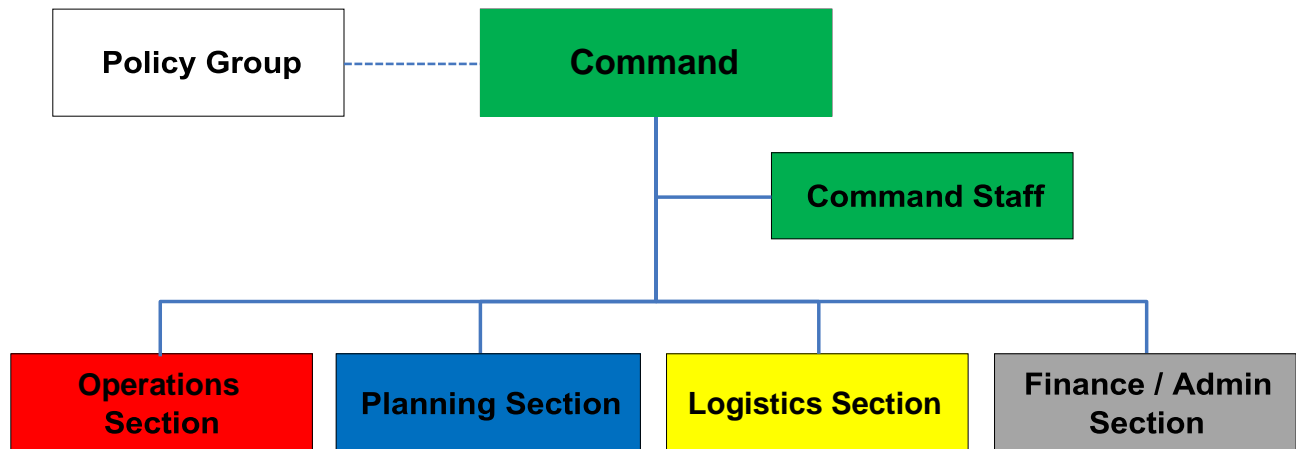 Policy Group
Command
Command Staff
Operations
Section
Planning Section
Logistics Section
Finance / Admin
Section